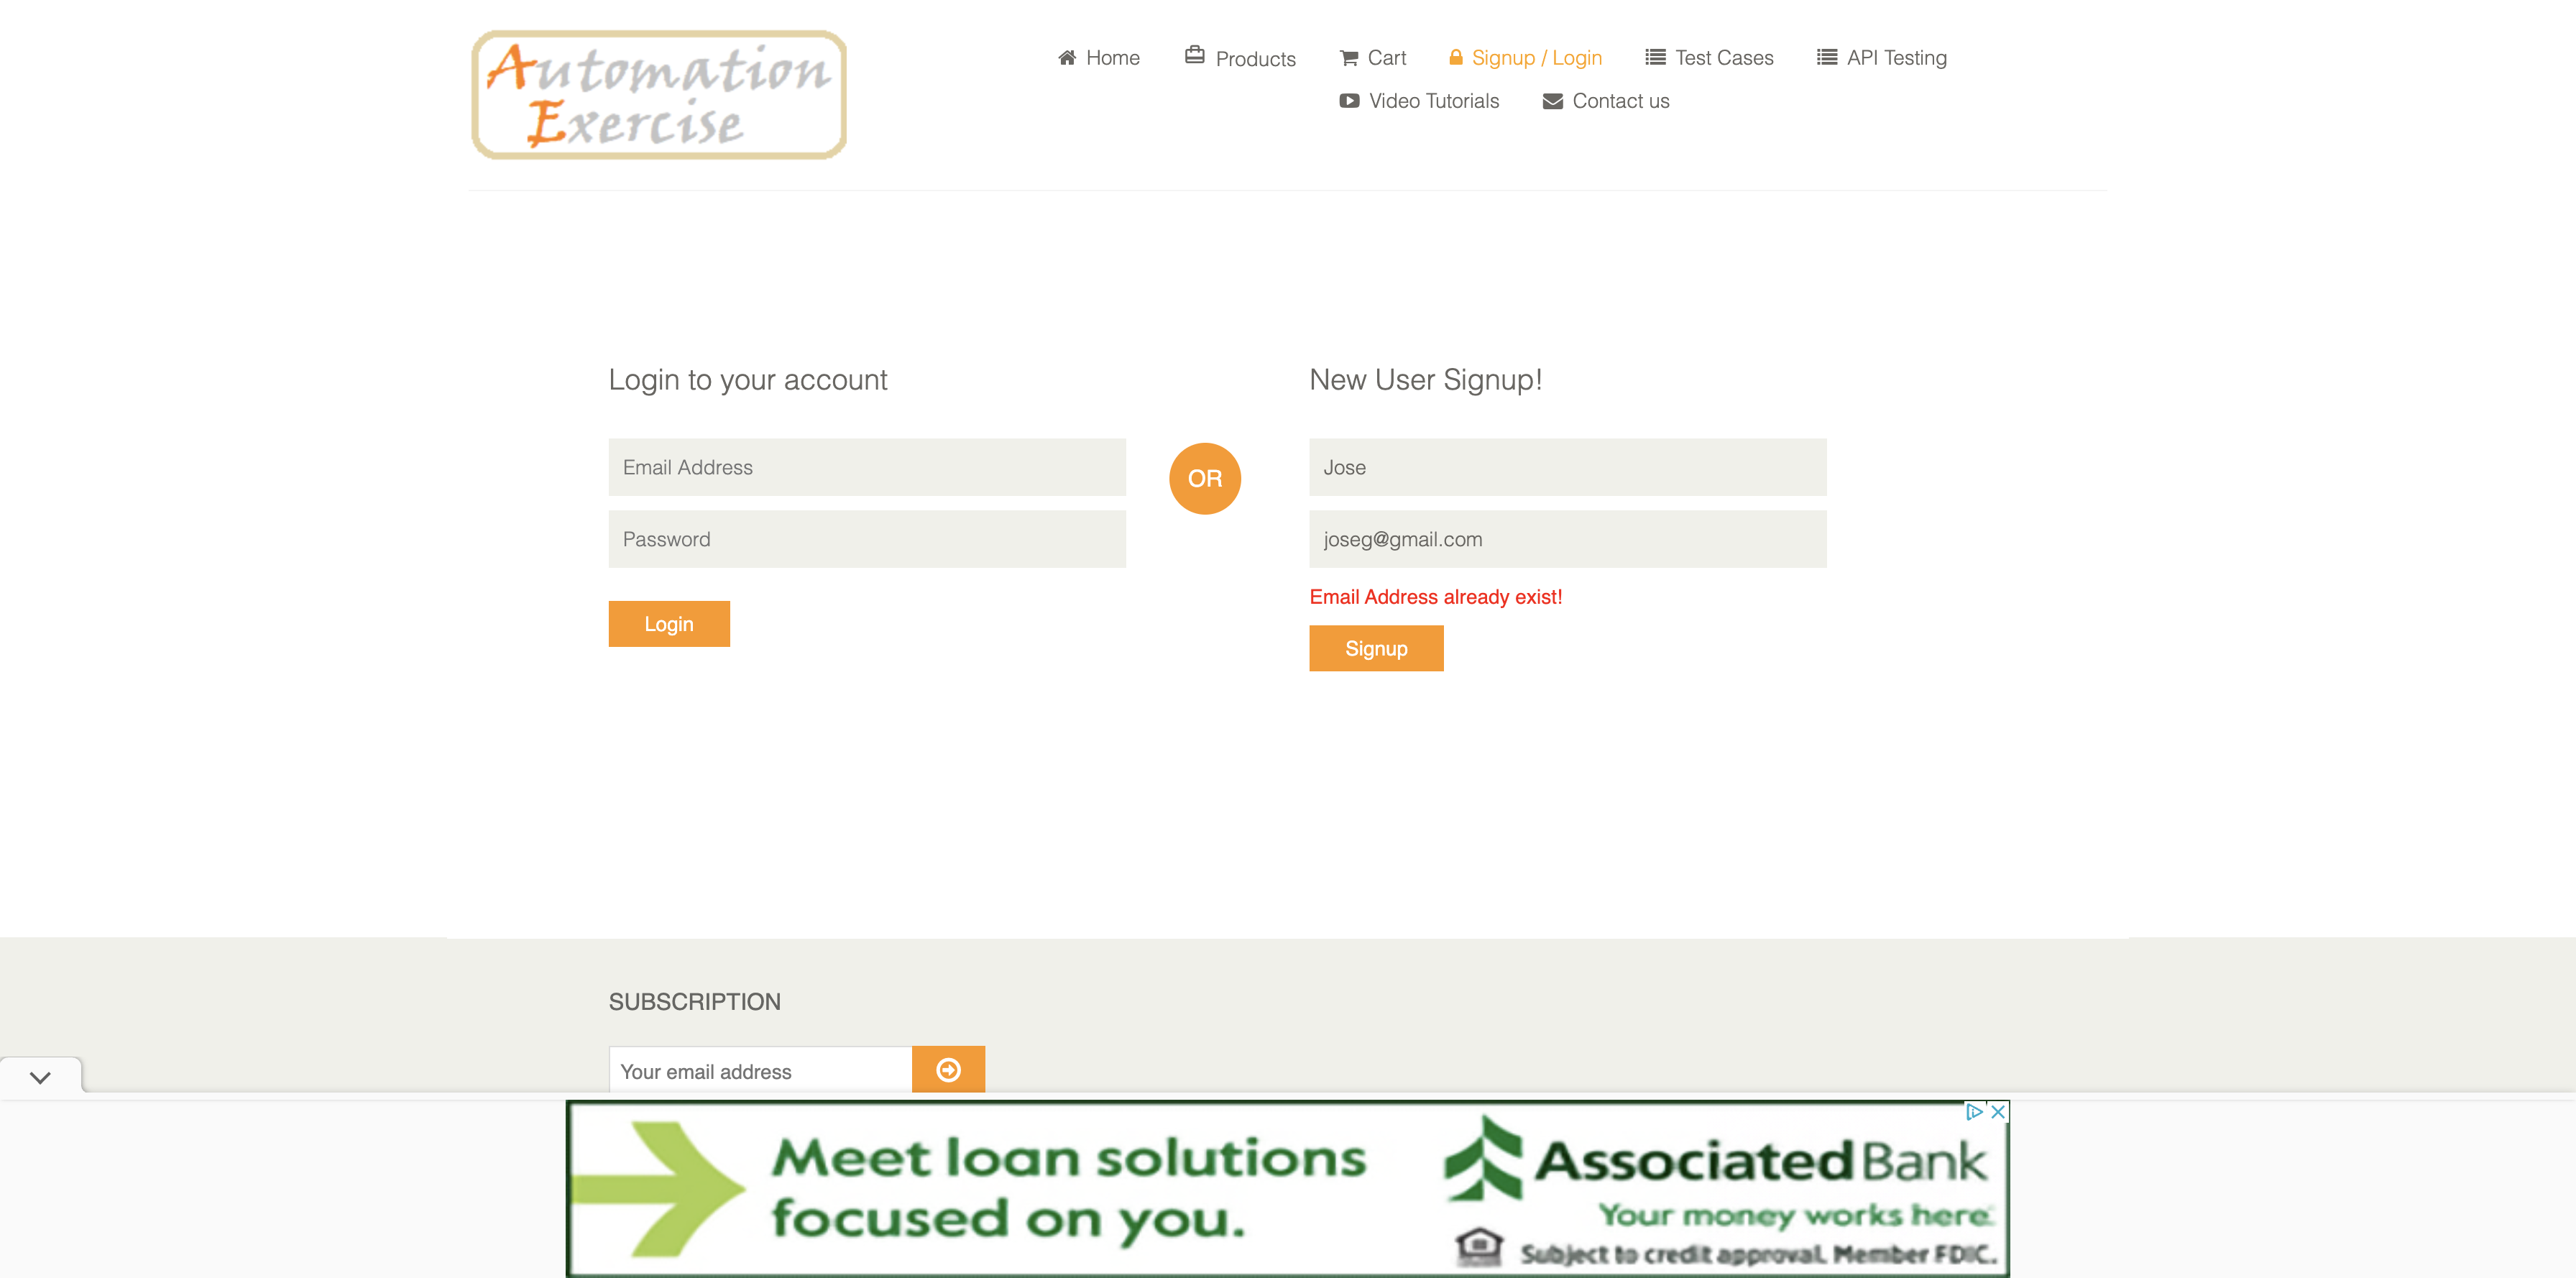 Automation
Exercise
Home Products Cart Signup / Login Test Cases API Testing
Video Tutorials Contact us
Login to your account
Email Address
Password
Login
OR
New User Signup!
Jose
joseg@gmail.com
Email Address already exist!
Signup
SUBSCRIPTION
Your email address
Meet loan solutions
focused on you.
Associated Bank
Your money works here.
Subject to credit approval. Member FDIC.